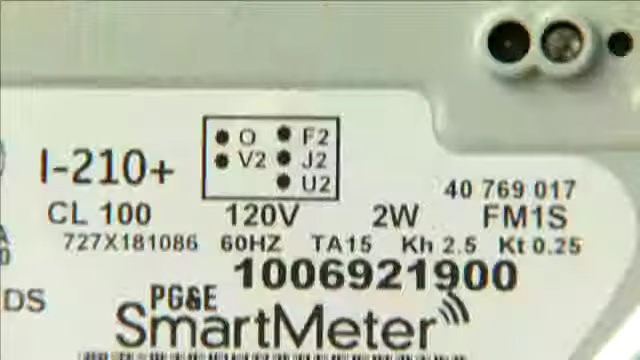 O F2
V2 J2
U2
I-210+
40 769 017
CL 100 120V 2W FM1S
727X181086 60HZ TA15 Kh 2.5 Kt 0.25
1006921900
DS
PG&E
SmartMeter